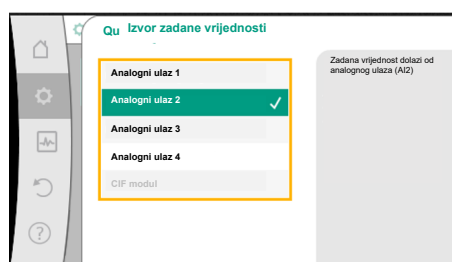 Qu Izvor zadane vrijednosti
Analogni ulaz 1
Analogni ulaz 2
Analogni ulaz 3
Analogni ulaz 4
CIF modul
Zadana vrijednost dolazi od
analognog ulaza (AI2)